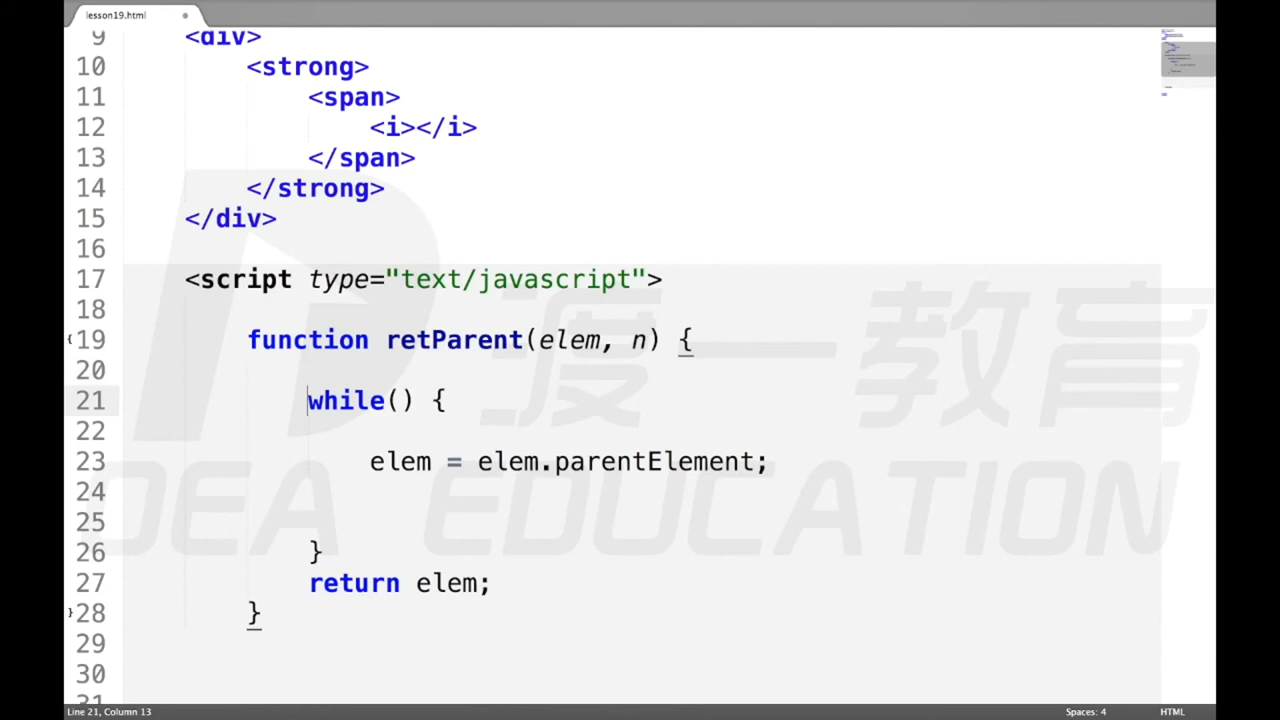 lesson19.html
9 <div>
10 <strong>
11 <span>
12 <i></i>
13 </span>
14 </strong>
15 </div>
16
17 <script type="text/javascript">
18
19 function retParent(elem, n) {
20
21 while() {
22
23 elem = elem.parentElement;
24
25
26 }
27 return elem;
28 }
29
30
31
渡一教育
IDEA EDUCATION
Line 21, Column 13
Spaces: 4
HTML